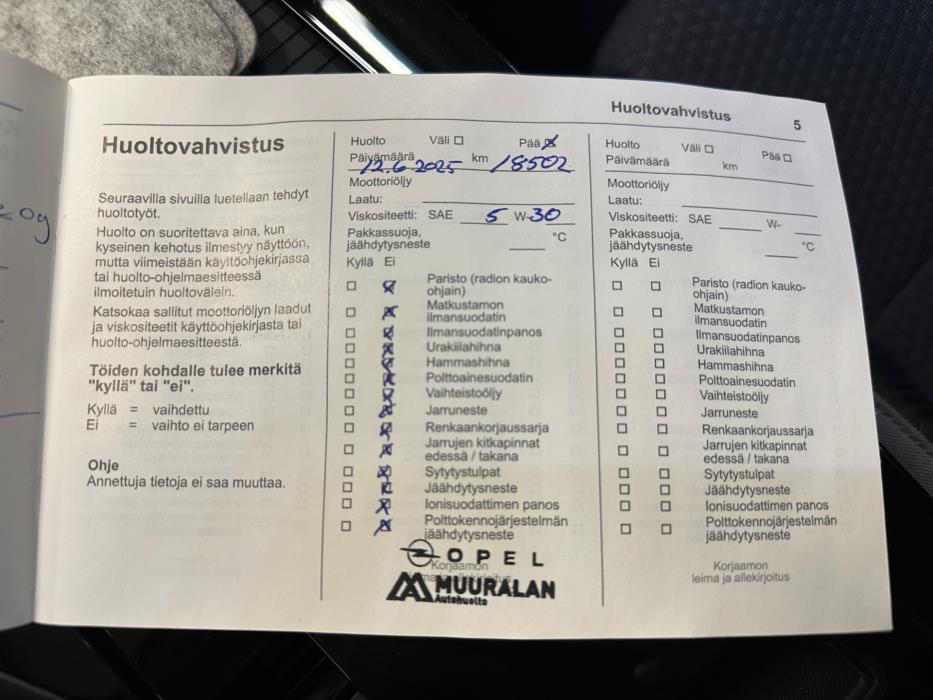 Huoltovahvistus
5
Huoltovahvistus
Seuraavilla sivuilla luetellaan tehdyt
huoltotyöt.
Huolto on suoritettava aina, kun
kyseinen kehotus ilmestyy näyttöön,
mutta viimeistään käyttöohjekirjassa
tai huolto-ohjelmaesitteessä
ilmoitetuin huoltovälein.
Katsokaa sallitut moottoriöljyn laadut
ja viskositeetit käyttöohjekirjasta tai
huolto-ohjelmaesitteestä.
Töiden kohdalle tulee merkitä
"kyllä" tai "ei".
Kyllä = vaihdettu
Ei = vaihto ei tarpeen
Ohje
Annettuja tietoja ei saa muuttaa.
Huolto Väli ☐ Pää ☒
Päivämäärä 12.6.2025 km 18502
Moottoriöljy
Laatu:
Viskositeetti: SAE 5 W-30
Pakkassuoja,
jäähdytysneste °C
Kyllä Ei
☐ ☒ Paristo (radion kauko-
ohjain)
☐ ☒ Matkustamon
ilmansuodatin
☐ ☒ Ilmansuodatinpanos
☐ ☒ Urakiilahihna
☐ ☒ Hammashihna
☐ ☒ Polttoainesuodatin
☐ ☒ Vaihteistoöljy
☐ ☒ Jarruneste
☐ ☒ Renkaankorjaussarja
☐ ☒ Jarrujen kitkapinnat
edessä / takana
☐ ☒ Sytytystulpat
☐ ☒ Jäähdytysneste
☐ ☒ Ionisuodattimen panos
☐ ☒ Polttokennojärjestelmän
jäähdytysneste
OPEL
Korjaamon
MUURALAN
Autohuolto
Huolto Väli ☐ Pää ☐
Päivämäärä km
Moottoriöljy
Laatu:
Viskositeetti: SAE W-
Pakkassuoja,
jäähdytysneste °C
Kyllä Ei
☐ ☐ Paristo (radion kauko-
ohjain)
☐ ☐ Matkustamon
ilmansuodatin
☐ ☐ Ilmansuodatinpanos
☐ ☐ Urakiilahihna
☐ ☐ Hammashihna
☐ ☐ Polttoainesuodatin
☐ ☐ Vaihteistoöljy
☐ ☐ Jarruneste
☐ ☐ Renkaankorjaussarja
☐ ☐ Jarrujen kitkapinnat
edessä / takana
☐ ☐ Sytytystulpat
☐ ☐ Jäähdytysneste
☐ ☐ Ionisuodattimen panos
☐ ☐ Polttokennojärjestelmän
jäähdytysneste
Korjaamon
leima ja allekirjoitus